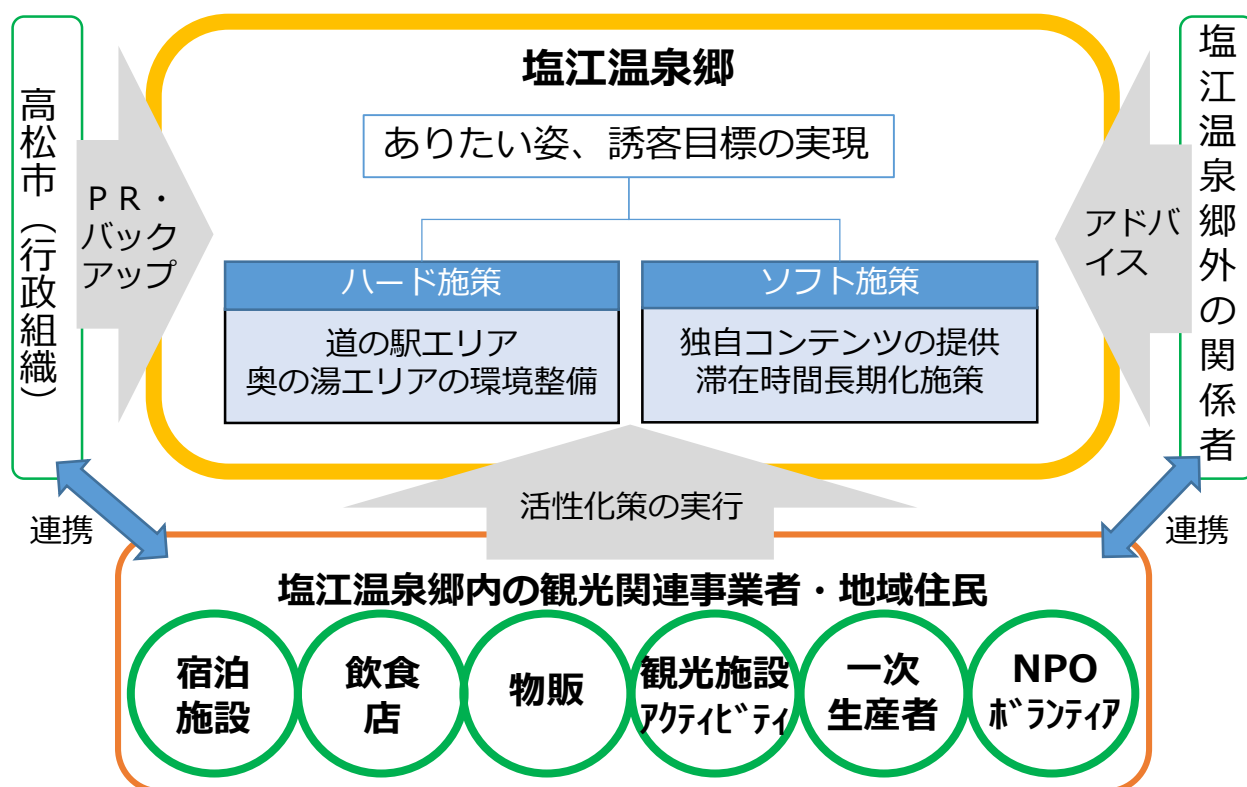 塩江温泉郷
ありたい姿、誘客目標の実現
高松市（行政組織）
ＰＲ・
バック
アップ
ハード施策
道の駅エリア
奥の湯エリアの環境整備
ソフト施策
独自コンテンツの提供
滞在時間長期化施策
アドバ
イス
塩江温泉郷外の関係者
活性化策の実行
連携
連携
塩江温泉郷内の観光関連事業者・地域住民
宿泊
施設
飲食
店
物販
観光施設
ｱｸﾃｨﾋﾞﾃｨ
一次
生産者
NPO
ﾎﾞﾗﾝﾃｨｱ